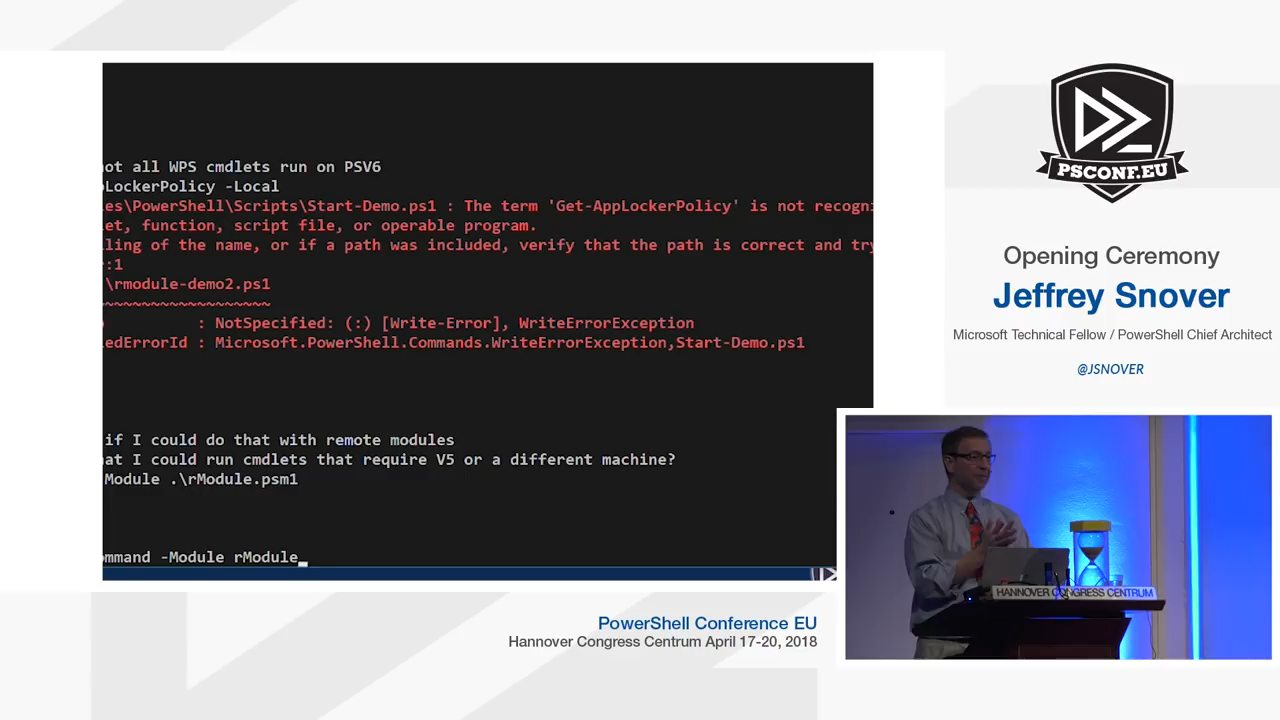 not all WPS cmdlets run on PSV6
LockerPolicy -Local
es\PowerShell\Scripts\Start-Demo.ps1 : The term 'Get-AppLockerPolicy' is not recogni
et, function, script file, or operable program.
ling of the name, or if a path was included, verify that the path is correct and try
r:1
\rmodule-demo2.ps1
~~~~~~~~~~~~~~~~~~
: NotSpecified: (:) [Write-Error], WriteErrorException
edErrorId : Microsoft.PowerShell.Commands.WriteErrorException,Start-Demo.ps1
if I could do that with remote modules
at I could run cmdlets that require V5 or a different machine?
Module .\rModule.psm1
ommand -Module rModule_
PSCONF.EU
Opening Ceremony
Jeffrey Snover
Microsoft Technical Fellow / PowerShell Chief Architect
@JSNOVER
HANNOVER CONGRESS CENTRUM
PowerShell Conference EU
Hannover Congress Centrum April 17-20, 2018